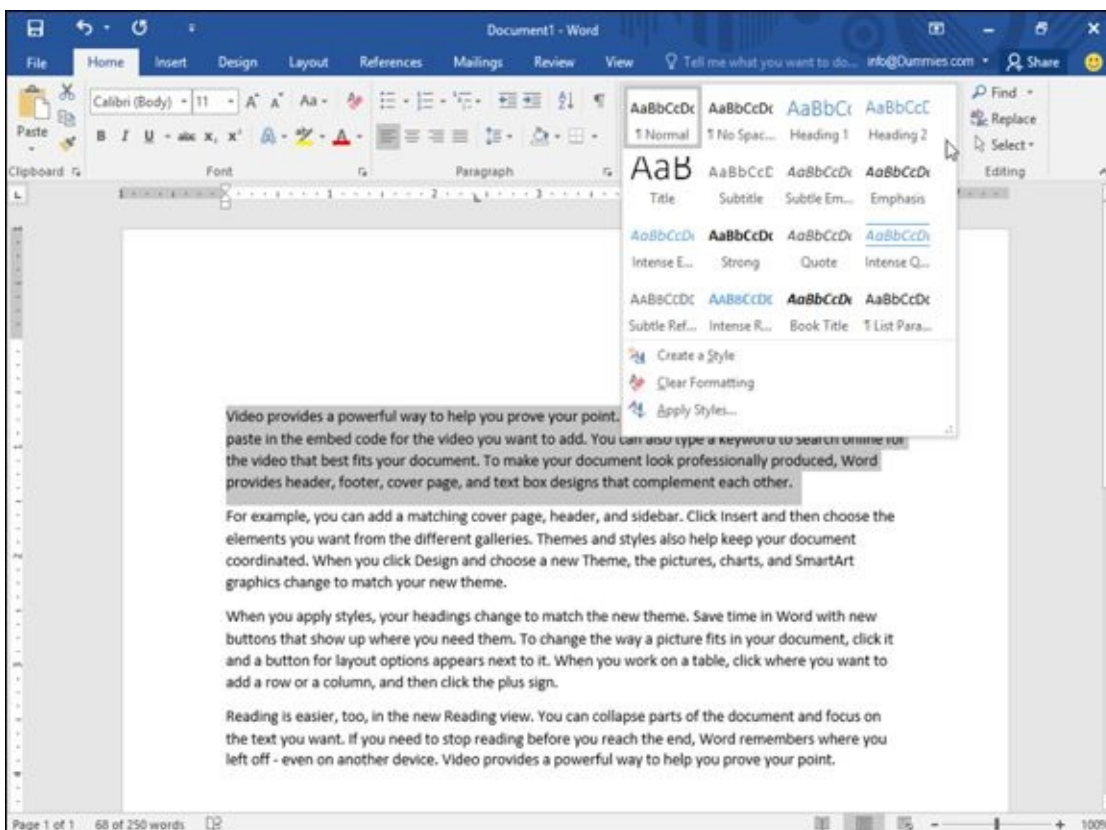 Document1 - Word
File Home Insert Design Layout References Mailings Review View Tell me what you want to do... info@Dummies.com Share
Calibri (Body) 11 A A Aa
Paste B I U abc x, x² A A
Clipboard Font Paragraph
AaBbCcDc AaBbCcDc AaBbC( AaBbCcE
¶ Normal ¶ No Spac... Heading 1 Heading 2
AaB AaBbCcD AaBbCcDc AaBbCcDc
Title Subtitle Subtle Em... Emphasis
AaBbCcDc AaBbCcDc AaBbCcDc AaBbCcDc
Intense E... Strong Quote Intense Q...
AABBCCDC AABBCCDC AaBbCcDc AaBbCcDc
Subtle Ref... Intense R... Book Title ¶ List Para...
Create a Style
Clear Formatting
Apply Styles...
Find
Replace
Select
Editing
1 1 2 3
Video provides a powerful way to help you prove your point.
paste in the embed code for the video you want to add. You can also type a keyword to search online for
the video that best fits your document. To make your document look professionally produced, Word
provides header, footer, cover page, and text box designs that complement each other.
For example, you can add a matching cover page, header, and sidebar. Click Insert and then choose the
elements you want from the different galleries. Themes and styles also help keep your document
coordinated. When you click Design and choose a new Theme, the pictures, charts, and SmartArt
graphics change to match your new theme.
When you apply styles, your headings change to match the new theme. Save time in Word with new
buttons that show up where you need them. To change the way a picture fits in your document, click it
and a button for layout options appears next to it. When you work on a table, click where you want to
add a row or a column, and then click the plus sign.
Reading is easier, too, in the new Reading view. You can collapse parts of the document and focus on
the text you want. If you need to stop reading before you reach the end, Word remembers where you
left off - even on another device. Video provides a powerful way to help you prove your point.
Page 1 of 1 68 of 250 words 100%